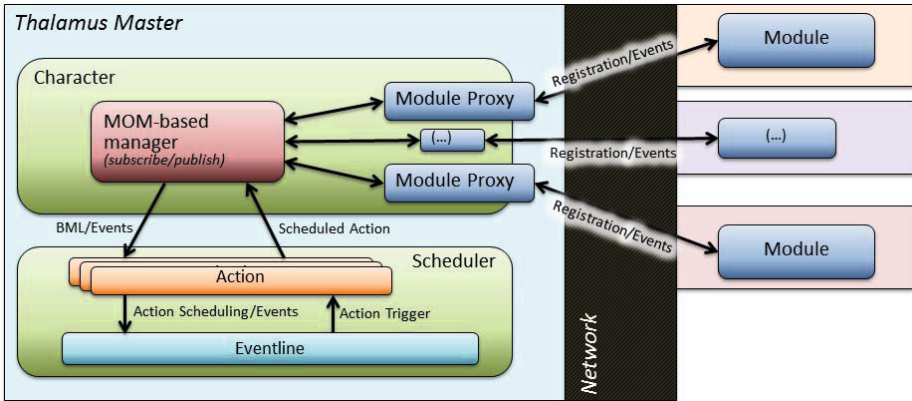 Thalamus Master
Character
MOM-based
manager
(subscribe/publish)
Module Proxy
(...)
Module Proxy
Registration/Events
Registration/Events
Registration/Events
Module
(...)
Module
Network
BML/Events
Scheduled Action
Scheduler
Action
Action Scheduling/Events
Action Trigger
Eventline